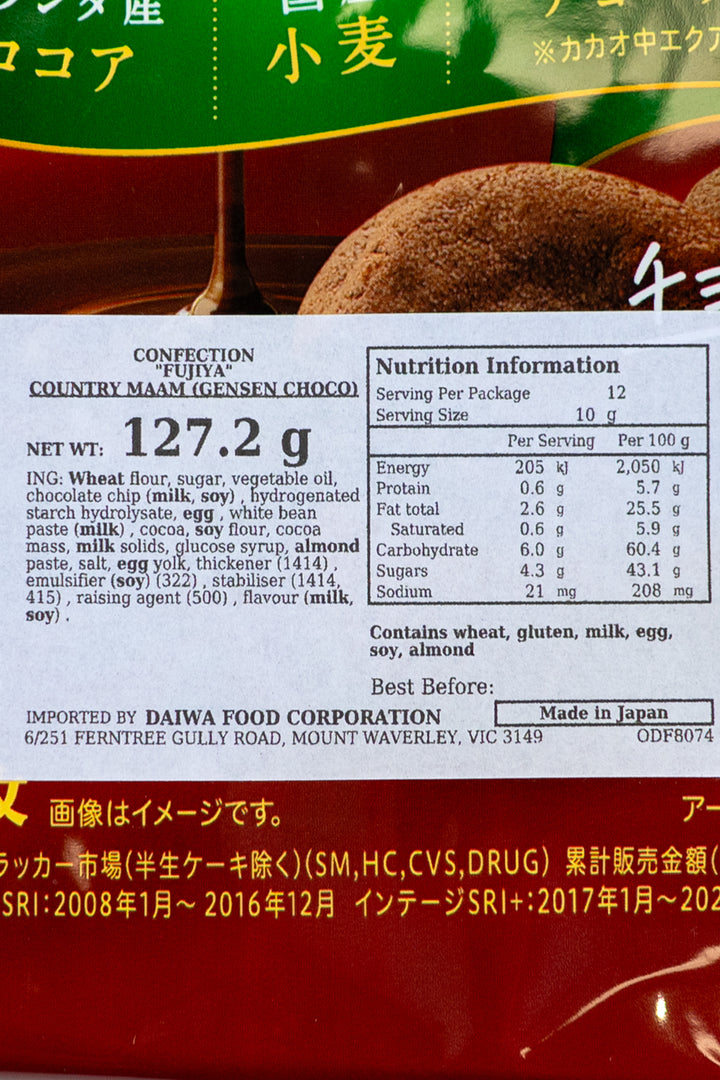 ココア
小麦
※カカオ中エクア
CONFECTION
"FUJIYA"
COUNTRY MAAM (GENSEN CHOCO)
NET WT: 127.2 g
ING: Wheat flour, sugar, vegetable oil,
chocolate chip (milk, soy) , hydrogenated
starch hydrolysate, egg , white bean
paste (milk) , cocoa, soy flour, cocoa
mass, milk solids, glucose syrup, almond
paste, salt, egg yolk, thickener (1414) ,
emulsifier (soy) (322) , stabiliser (1414,
415) , raising agent (500) , flavour (milk,
soy) .
Nutrition Information
Serving Per Package 12
Serving Size 10 g
Per Serving Per 100 g
Energy 205 kJ 2,050 kJ
Protein 0.6 g 5.7 g
Fat total 2.6 g 25.5 g
Saturated 0.6 g 5.9 g
Carbohydrate 6.0 g 60.4 g
Sugars 4.3 g 43.1 g
Sodium 21 mg 208 mg
Contains wheat, gluten, milk, egg,
soy, almond
Best Before:
Made in Japan
IMPORTED BY DAIWA FOOD CORPORATION
6/251 FERNTREE GULLY ROAD, MOUNT WAVERLEY, VIC 3149 ODF8074
画像はイメージです。
ラッカー市場(半生ケーキ除く)(SM,HC,CVS,DRUG) 累計販売金額(
SRI:2008年1月～2016年12月 インテージSRI+:2017年1月～202